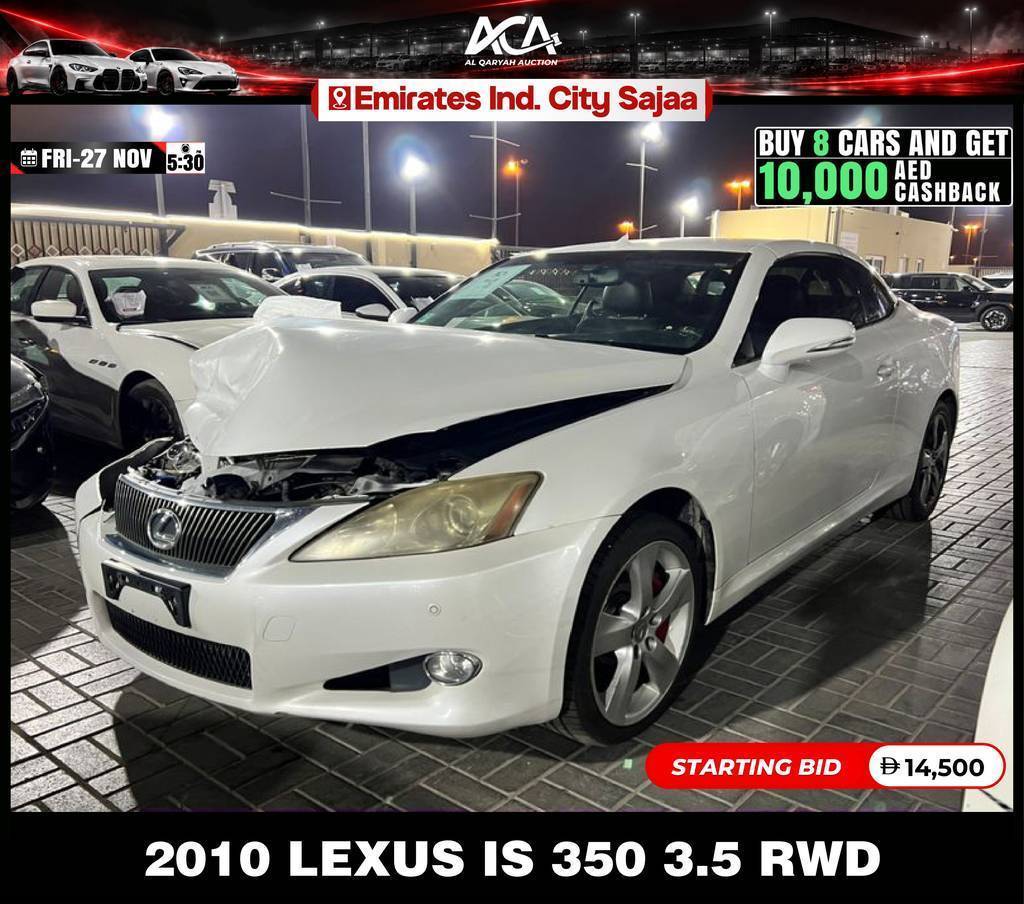 ACA
AL QARYAH AUCTION
Emirates Ind. City Sajaa
FRI-27 NOV 5:30
BUY 8 CARS AND GET
10,000 AED CASHBACK
STARTING BID 14,500
2010 LEXUS IS 350 3.5 RWD